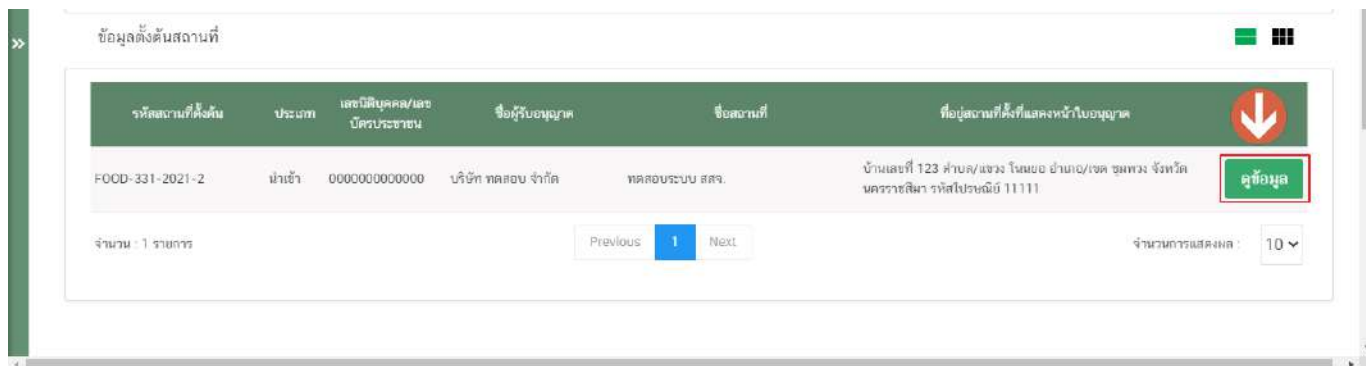 ข้อมูลตั้งต้นสถานที่
รหัสสถานที่ตั้งต้น ประเภท เลขนิติบุคคล/เลขบัตรประชาชน ชื่อผู้รับอนุญาต ชื่อสถานที่ ที่อยู่สถานที่ตั้งที่แสดงหน้าใบอนุญาต
FOOD-331-2021-2 นำเข้า 0000000000000 บริษัท ทดสอบ จำกัด ทดสอบระบบ สสจ. บ้านเลขที่ 123 ตำบล/แขวง โนนยอ อำเภอ/เขต ชุมพวง จังหวัด
นครราชสีมา รหัสไปรษณีย์ 11111 ดูข้อมูล
จำนวน : 1 รายการ Previous 1 Next จำนวนการแสดงผล : 10